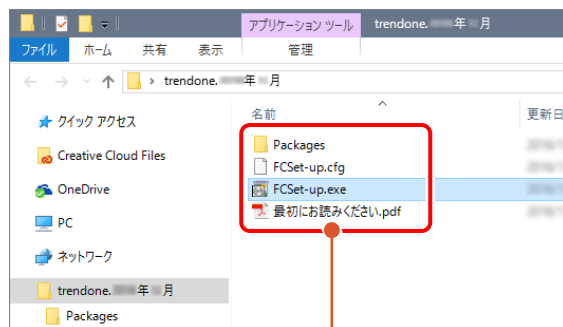 アプリケーション ツール
trendone. 年 月
ファイル
ホーム
共有
表示
管理
trendone. 年 月
クイック アクセス
Creative Cloud Files
OneDrive
PC
ネットワーク
trendone. 年 月
Packages
名前
更新日
Packages
FCSet-up.cfg
FCSet-up.exe
最初にお読みください.pdf